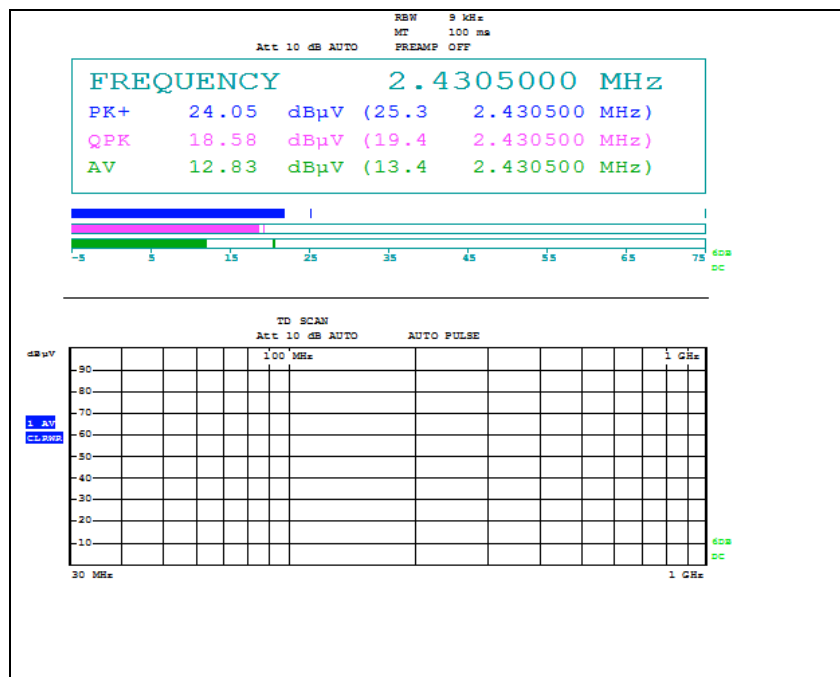 RBW 9 kHz
MT 100 ms
Att 10 dB AUTO PREAMP OFF
FREQUENCY 2.4305000 MHz
PK+ 24.05 dBµV (25.3 2.430500 MHz)
QPK 18.58 dBµV (19.4 2.430500 MHz)
AV 12.83 dBµV (13.4 2.430500 MHz)
-5 5 15 25 35 45 55 65 75
6DB
DC
TD SCAN
Att 10 dB AUTO AUTO PULSE
dBµV 100 MHz 1 GHz
90
80
70
1 AV
CLRWR
60
50
40
30
20
10
6DB
DC
30 MHz 1 GHz